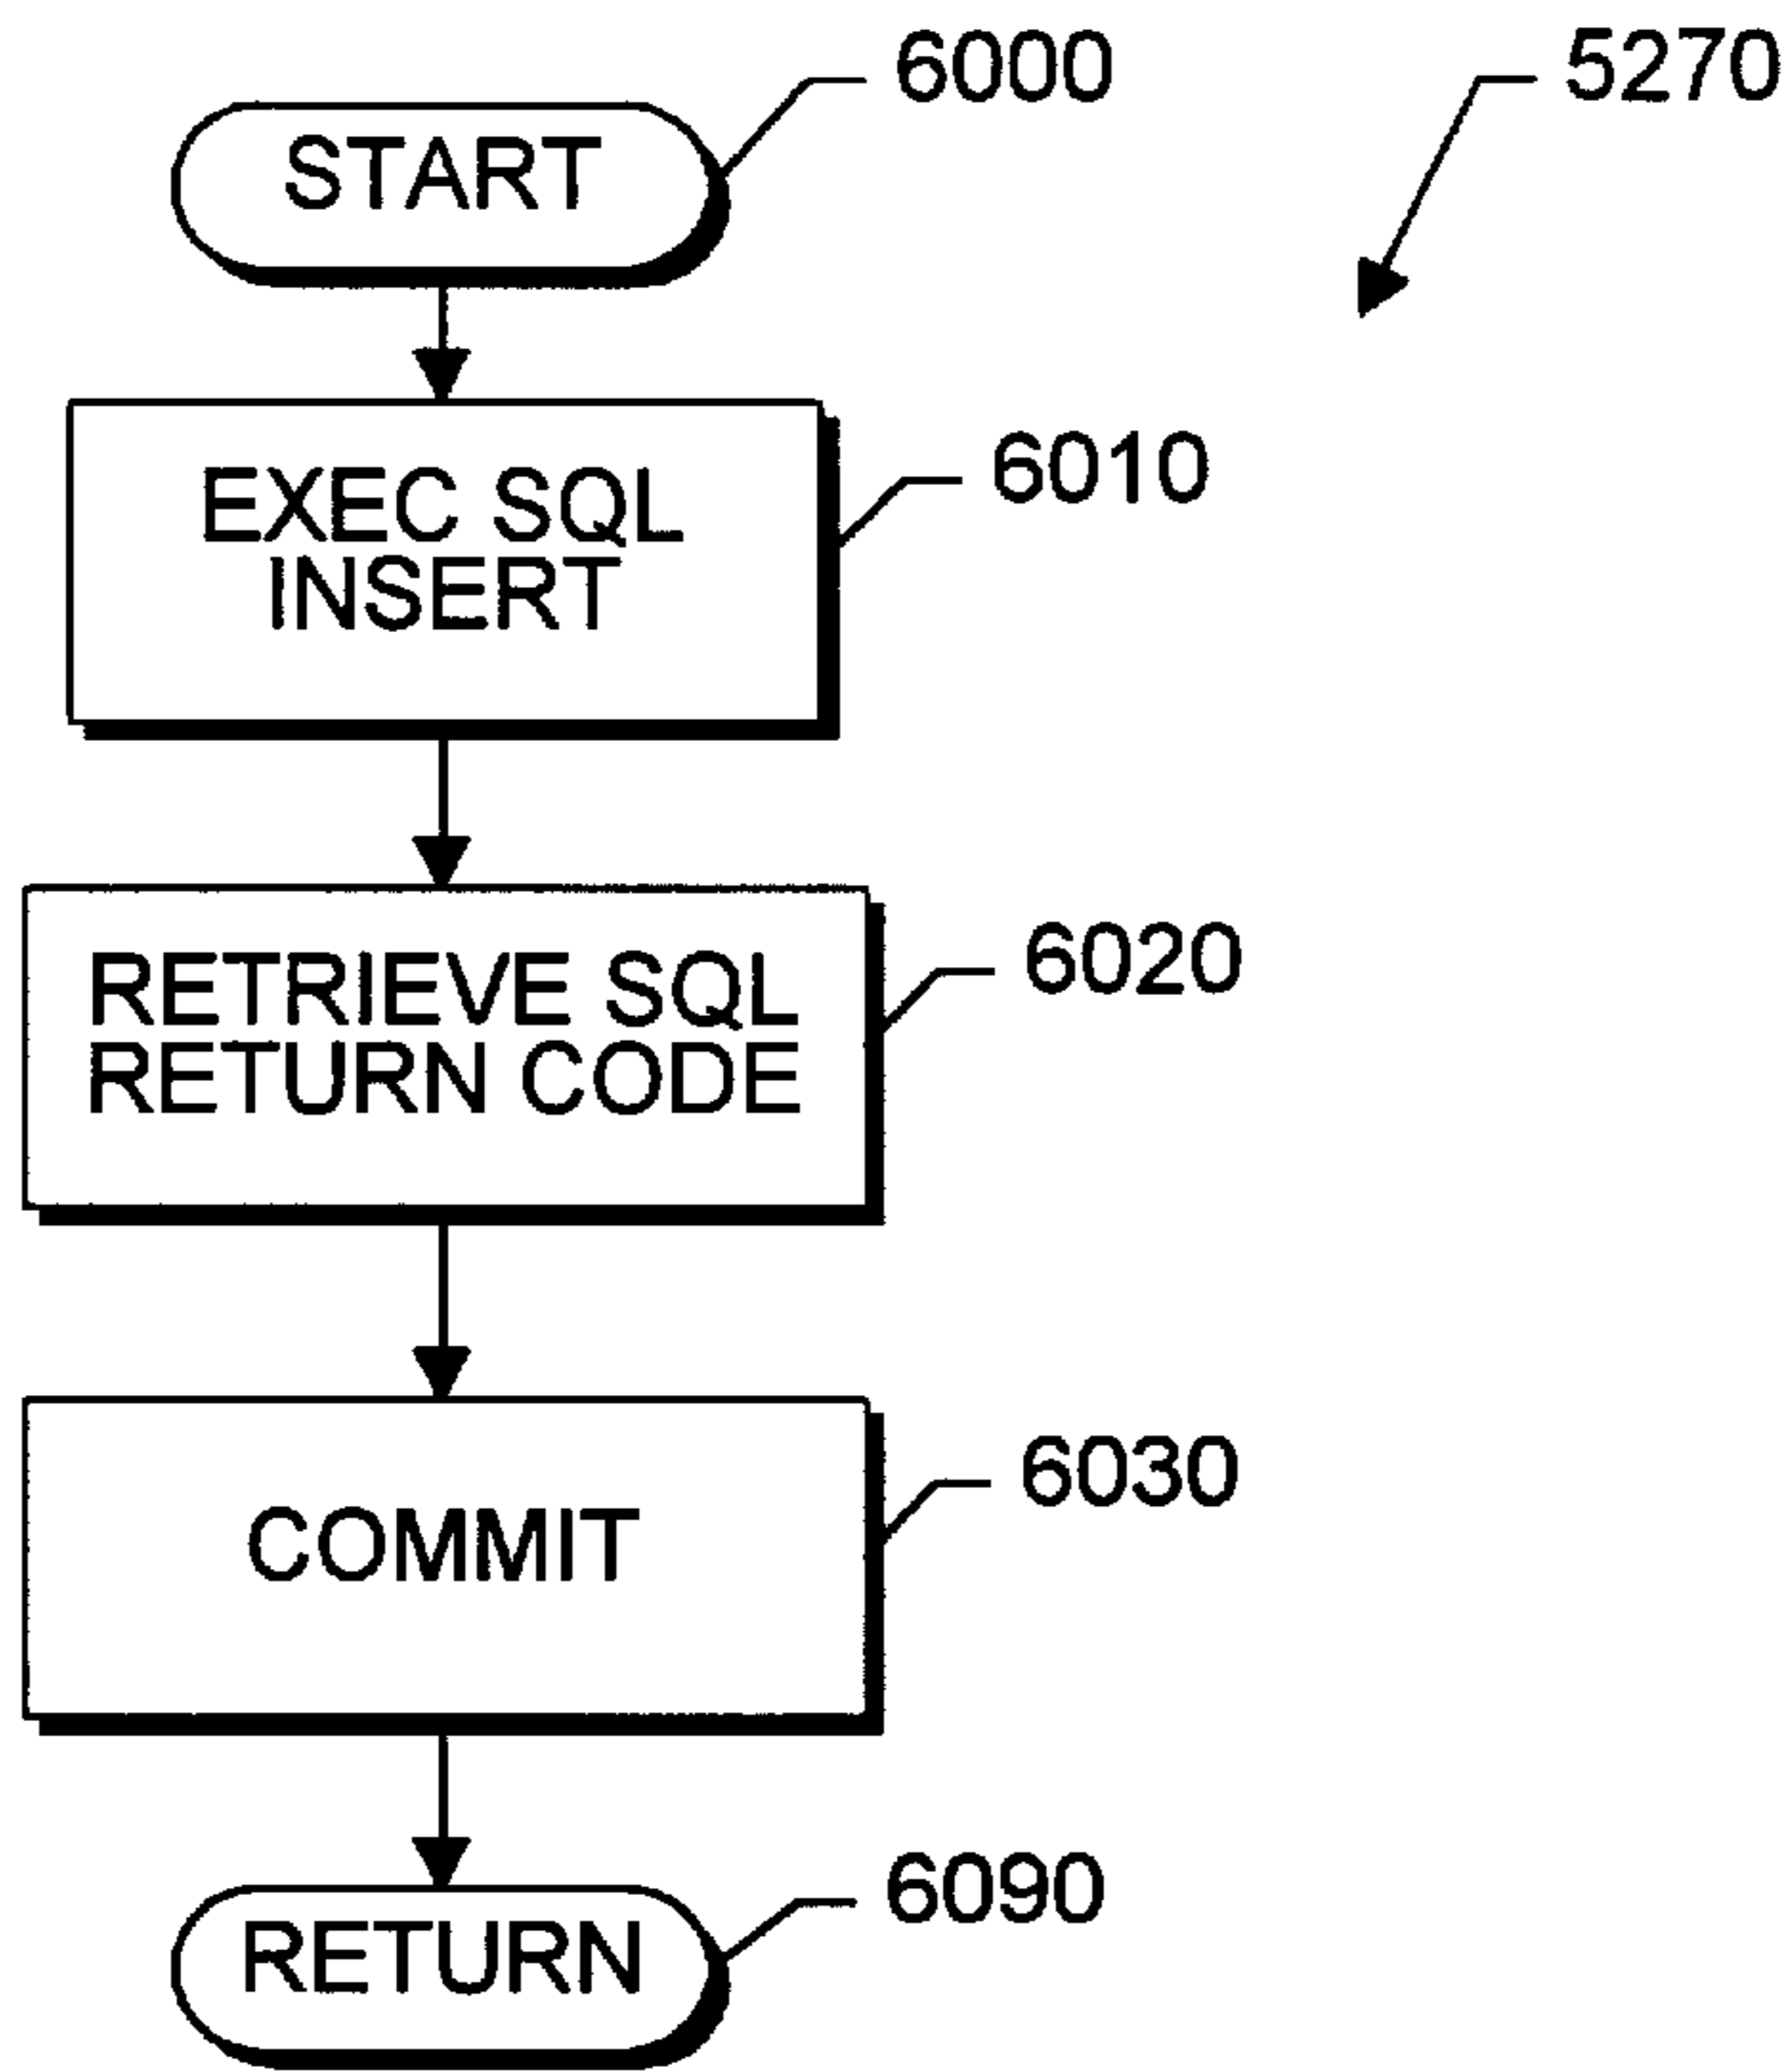 6000
5270
START
6010
EXEC SQL
INSERT
6020
RETRIEVE SQL
RETURN CODE
6030
COMMIT
6090
RETURN